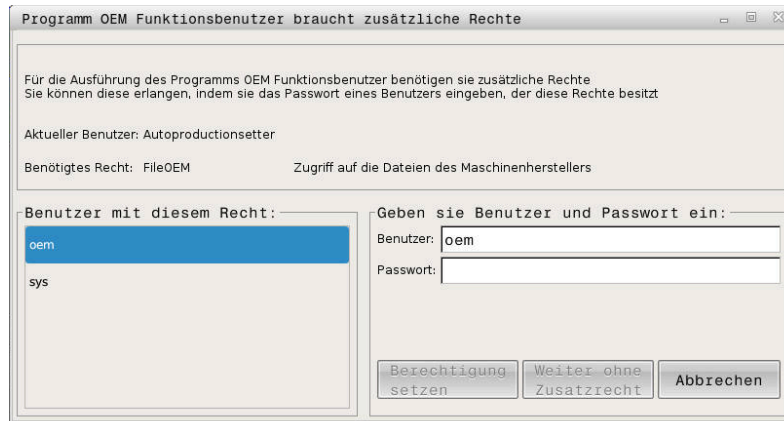 Programm OEM Funktionsbenutzer braucht zusätzliche Rechte
Für die Ausführung des Programms OEM Funktionsbenutzer benötigen sie zusätzliche Rechte
Sie können diese erlangen, indem sie das Passwort eines Benutzers eingeben, der diese Rechte besitzt
Aktueller Benutzer: Autoproductionsetter
Benötigtes Recht: FileOEM Zugriff auf die Dateien des Maschinenherstellers
Benutzer mit diesem Recht:
oem
sys
Geben sie Benutzer und Passwort ein:
Benutzer: oem
Passwort:
Berechtigung
setzen
Weiter ohne
Zusatzrecht
Abbrechen